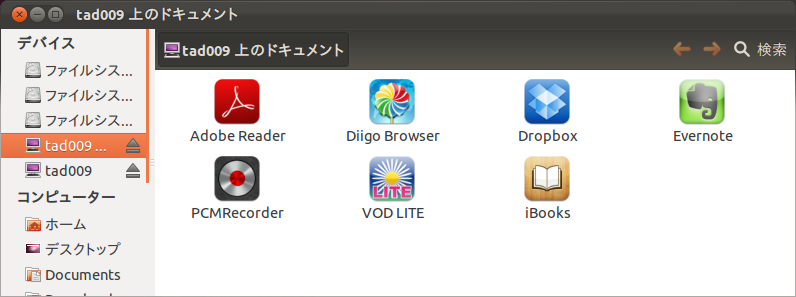 tad009 上のドキュメント
デバイス
ファイルシス...
ファイルシス...
ファイルシス...
tad009 ...
tad009
コンピューター
ホーム
デスクトップ
Documents
tad009 上のドキュメント
検索
Adobe Reader
Diigo Browser
Dropbox
Evernote
PCMRecorder
LITE
VOD LITE
iBooks